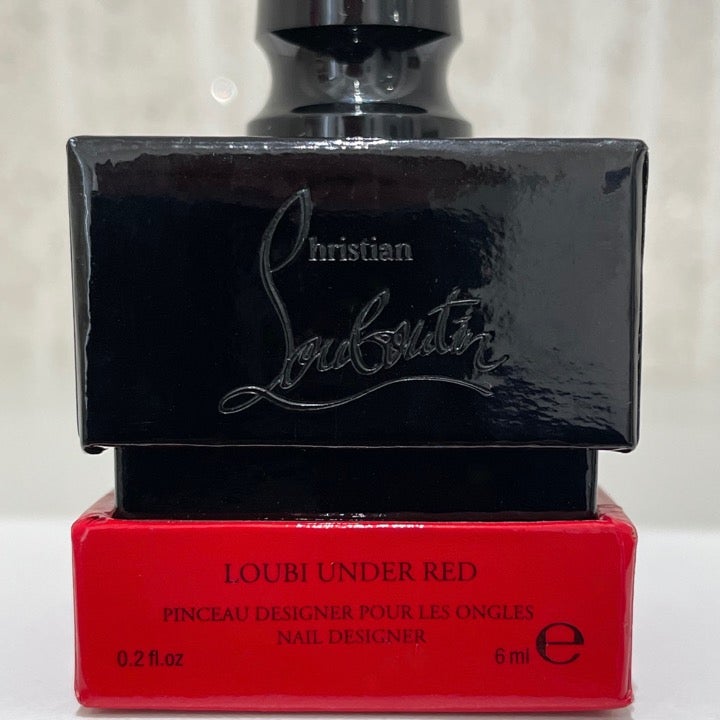 Christian
Louboutin
LOUBI UNDER RED
PINCEAU DESIGNER POUR LES ONGLES
NAIL DESIGNER
0.2 fl.oz 6 ml ℮